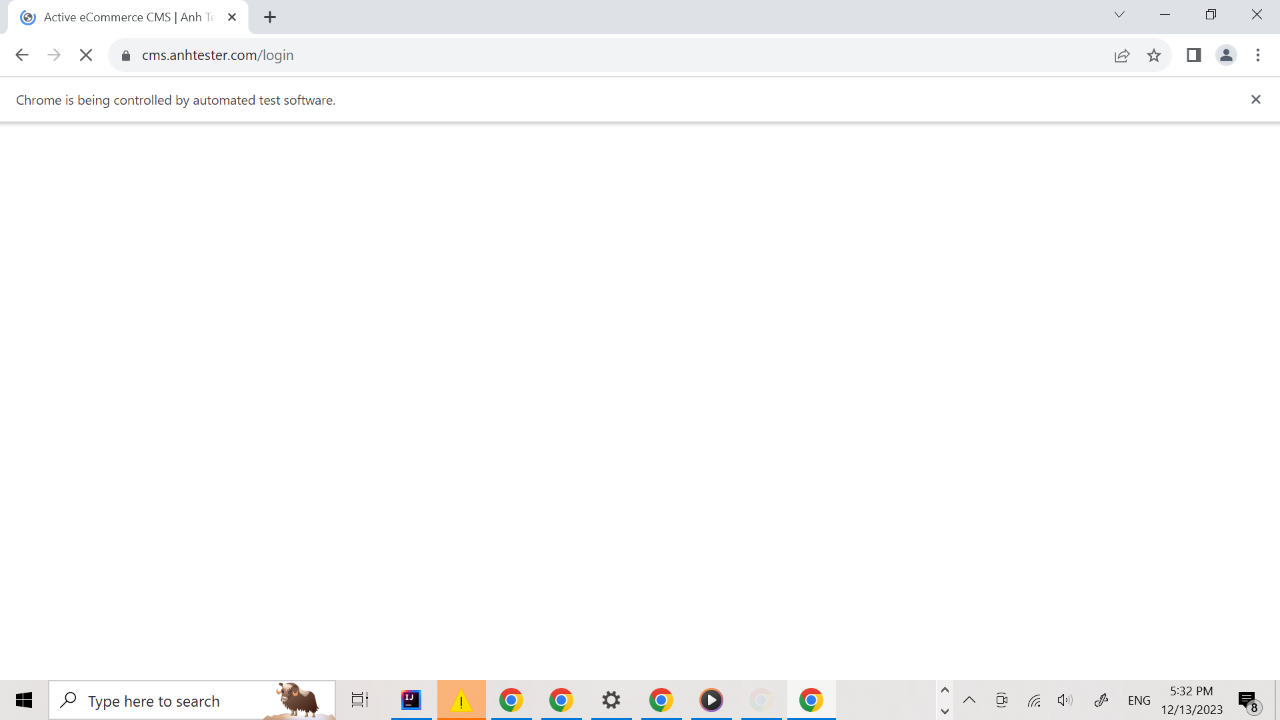 Active eCommerce CMS | Anh Te
cms.anhtester.com/login
Chrome is being controlled by automated test software.
Type here to search
ENG
5:32 PM
12/13/2023
8